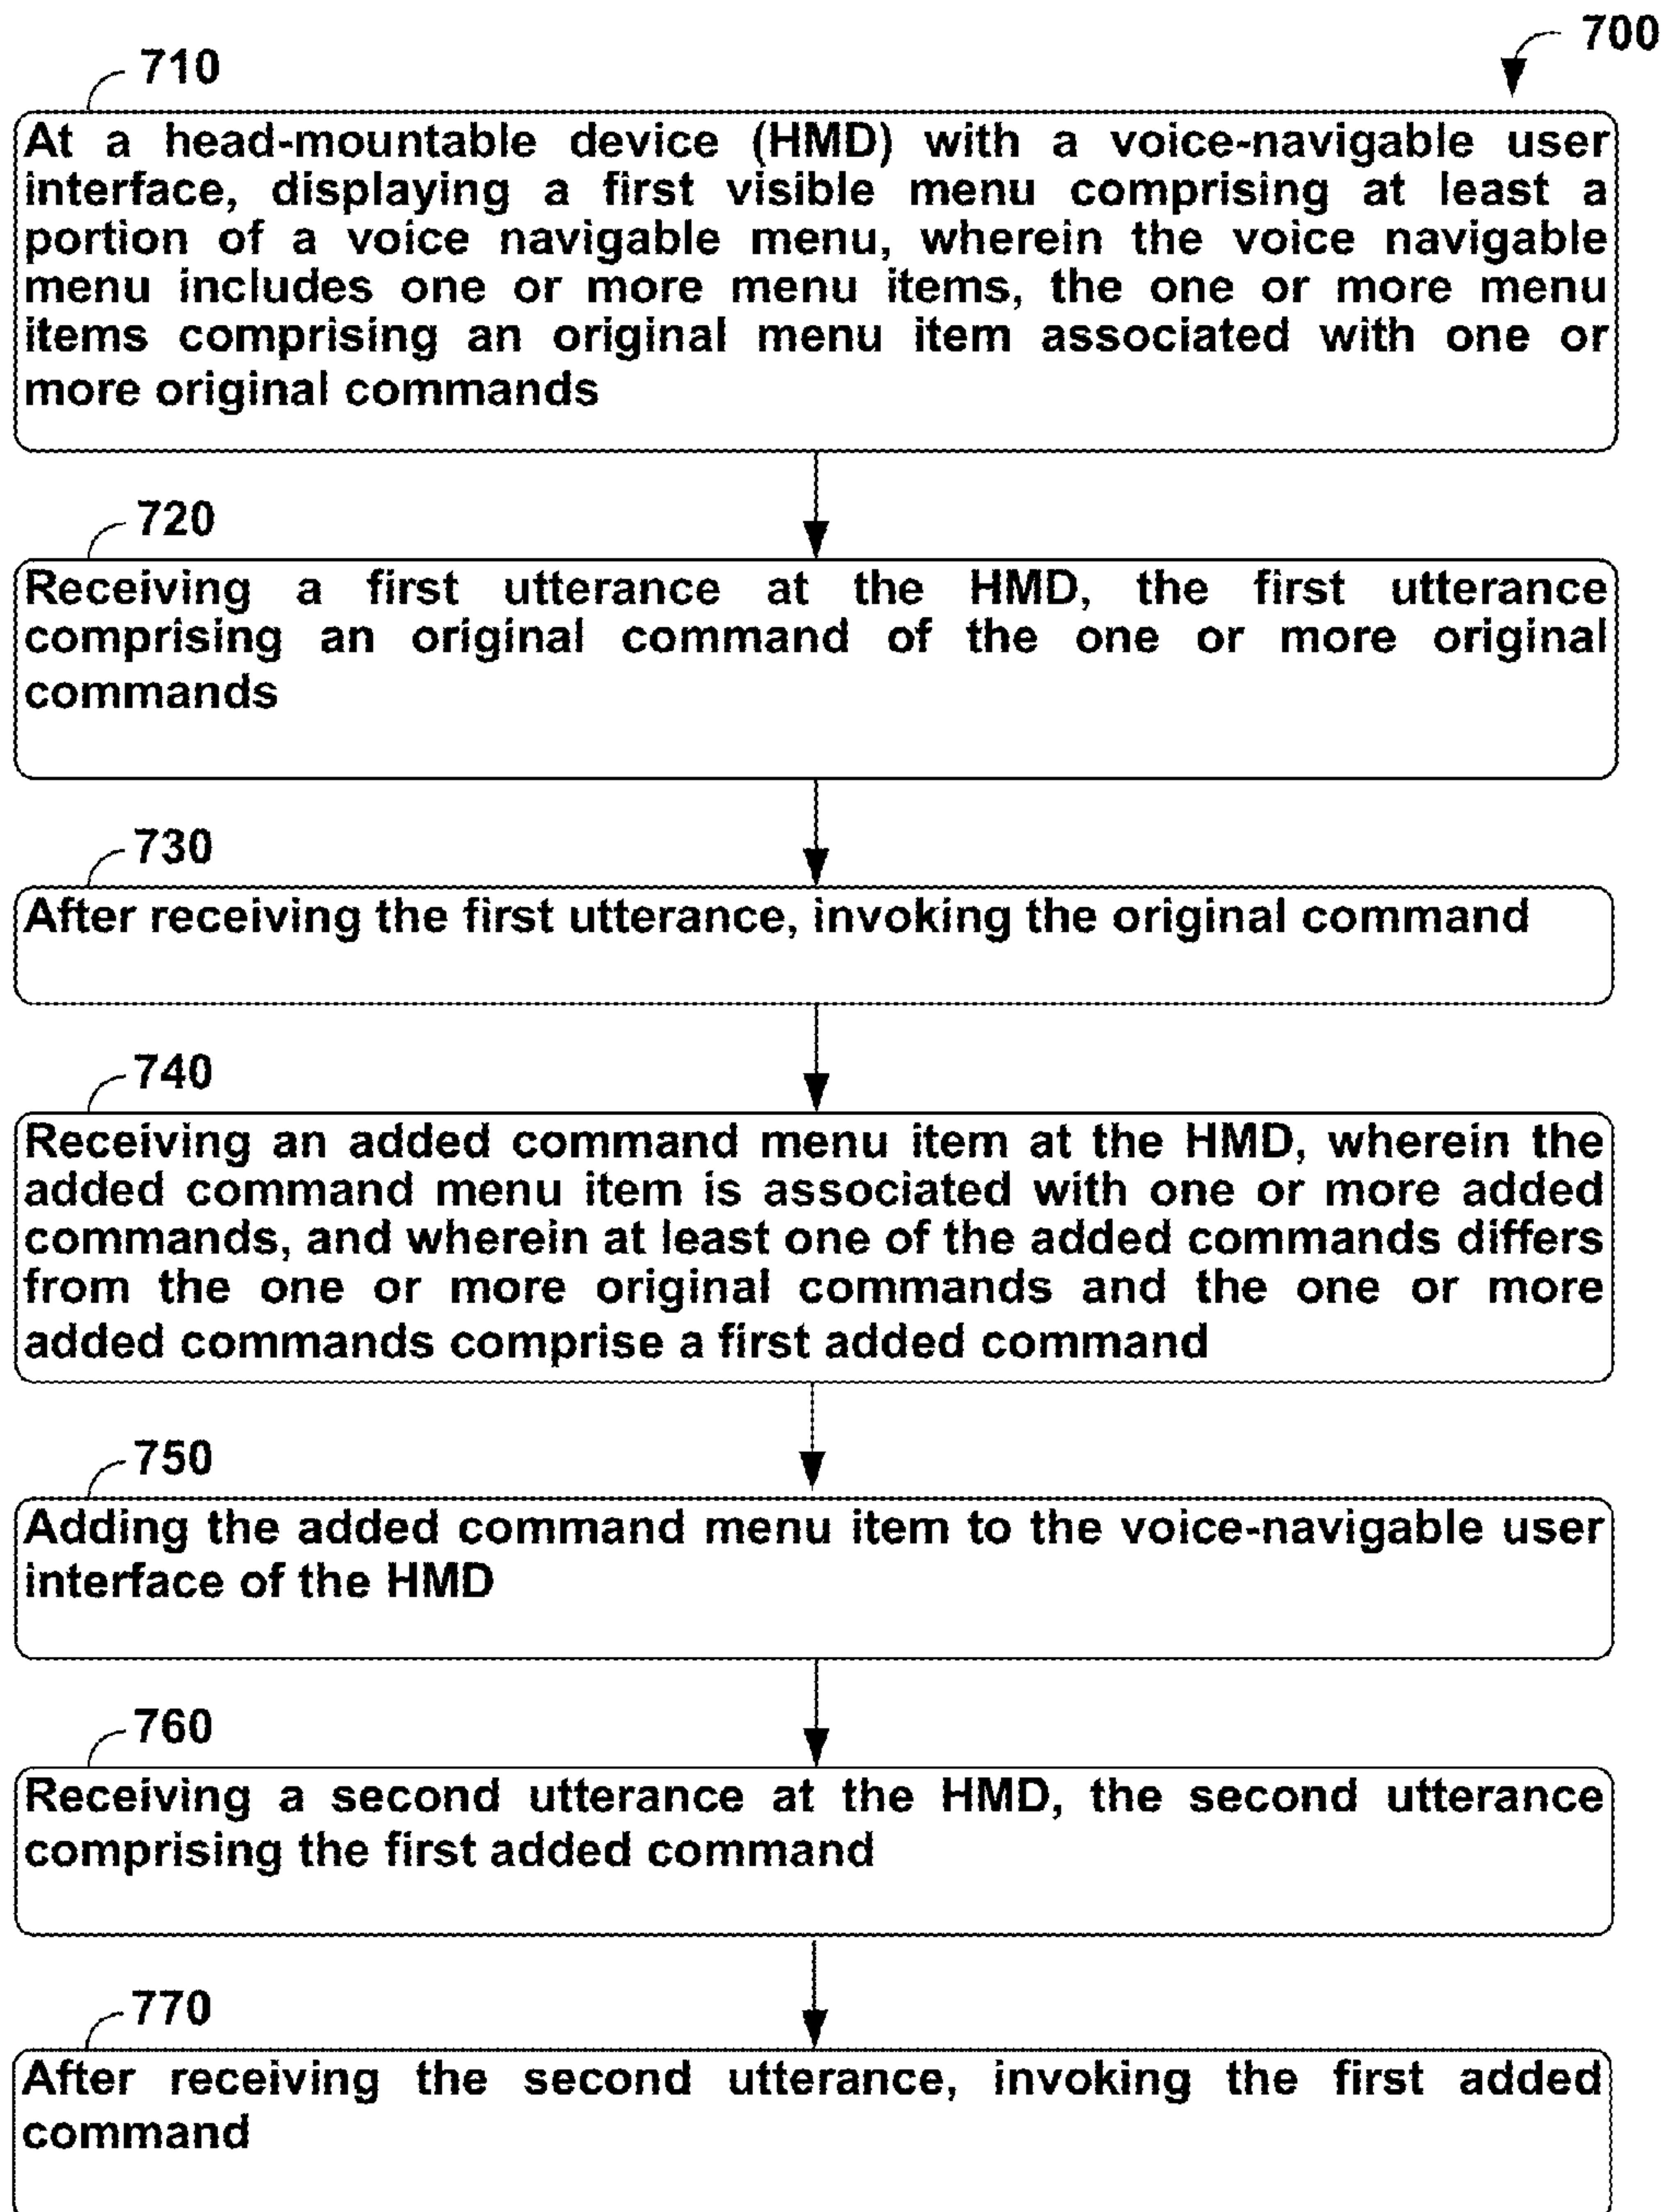 700
710
At a head-mountable device (HMD) with a voice-navigable user
interface, displaying a first visible menu comprising at least a
portion of a voice navigable menu, wherein the voice navigable
menu includes one or more menu items, the one or more menu
items comprising an original menu item associated with one or
more original commands
720
Receiving a first utterance at the HMD, the first utterance
comprising an original command of the one or more original
commands
730
After receiving the first utterance, invoking the original command
740
Receiving an added command menu item at the HMD, wherein the
added command menu item is associated with one or more added
commands, and wherein at least one of the added commands differs
from the one or more original commands and the one or more
added commands comprise a first added command
750
Adding the added command menu item to the voice-navigable user
interface of the HMD
760
Receiving a second utterance at the HMD, the second utterance
comprising the first added command
770
After receiving the second utterance, invoking the first added
command